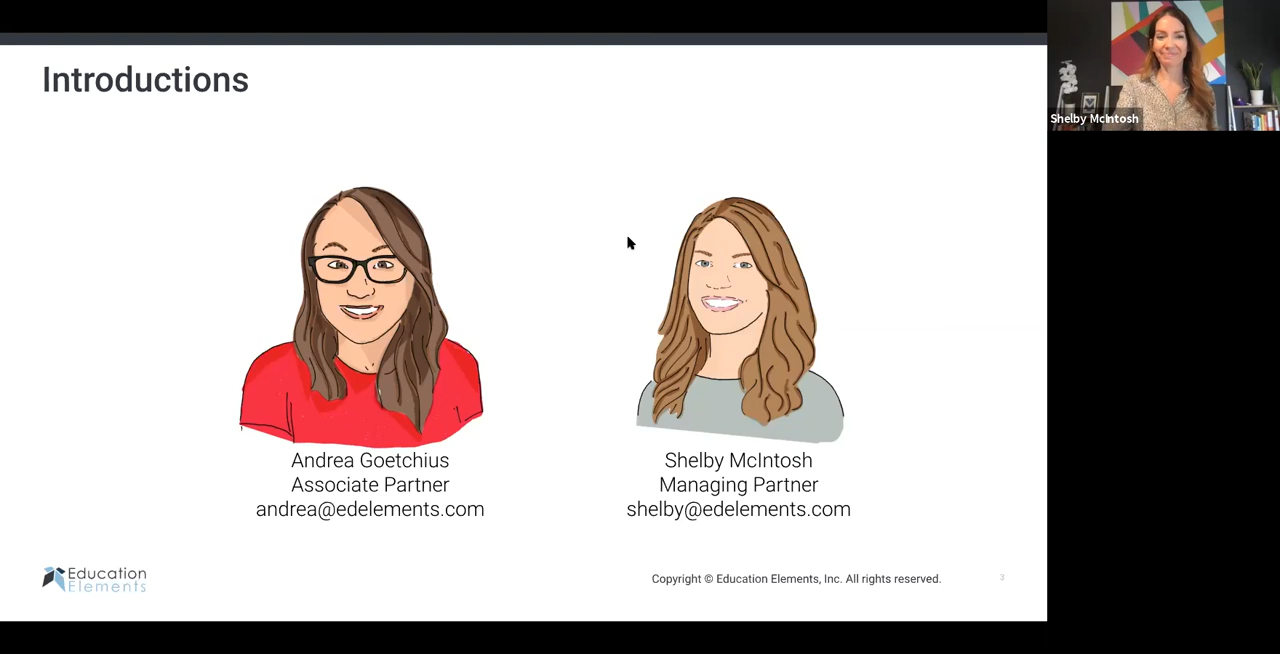 Introductions
Shelby McIntosh
Andrea Goetchius
Associate Partner
andrea@edelements.com
Shelby McIntosh
Managing Partner
shelby@edelements.com
Education
Elements
Copyright © Education Elements, Inc. All rights reserved.
3